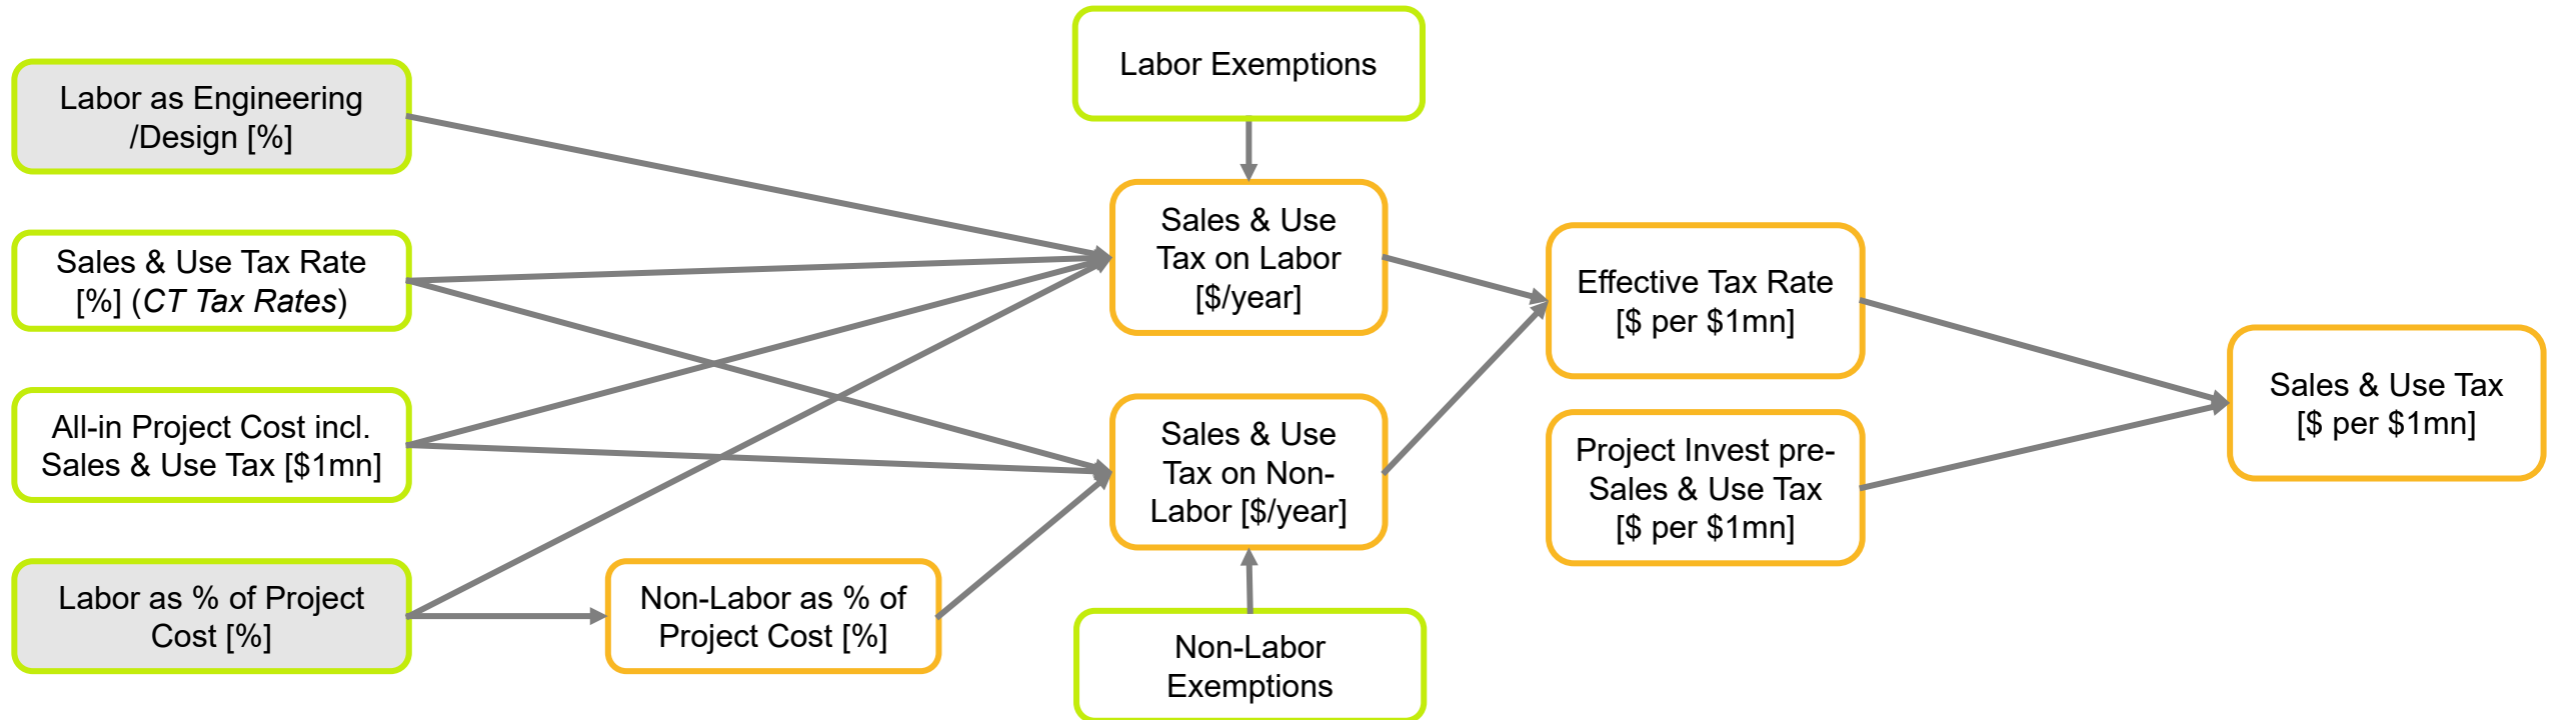 Labor Exemptions
Labor as Engineering
/Design [%]
Sales & Use Tax Rate
[%] (CT Tax Rates)
All-in Project Cost incl.
Sales & Use Tax [$1mn]
Labor as % of Project
Cost [%]
Non-Labor as % of
Project Cost [%]
Sales & Use
Tax on Labor
[$/year]
Sales & Use
Tax on Non-
Labor [$/year]
Non-Labor
Exemptions
Effective Tax Rate
[$ per $1mn]
Project Invest pre-
Sales & Use Tax
[$ per $1mn]
Sales & Use Tax
[$ per $1mn]